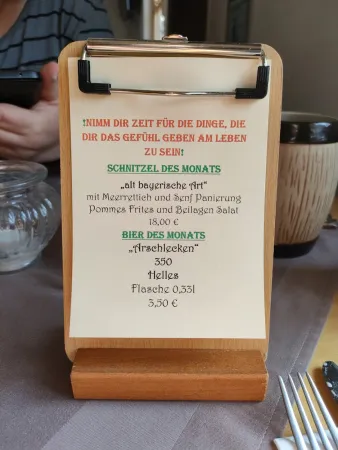 !NIMM DIR ZEIT FÜR DIE DINGE, DIE
DIR DAS GEFÜHL GEBEN AM LEBEN
ZU SEIN!
SCHNITZEL DES MONATS
„alt bayerische Art"
mit Meerrettich und Senf Panierung
Pommes Frites und Beilagen Salat
18,00 €
BIER DES MONATS
„Arschlecken"
350
Helles
Flasche 0,33l
3,50 €